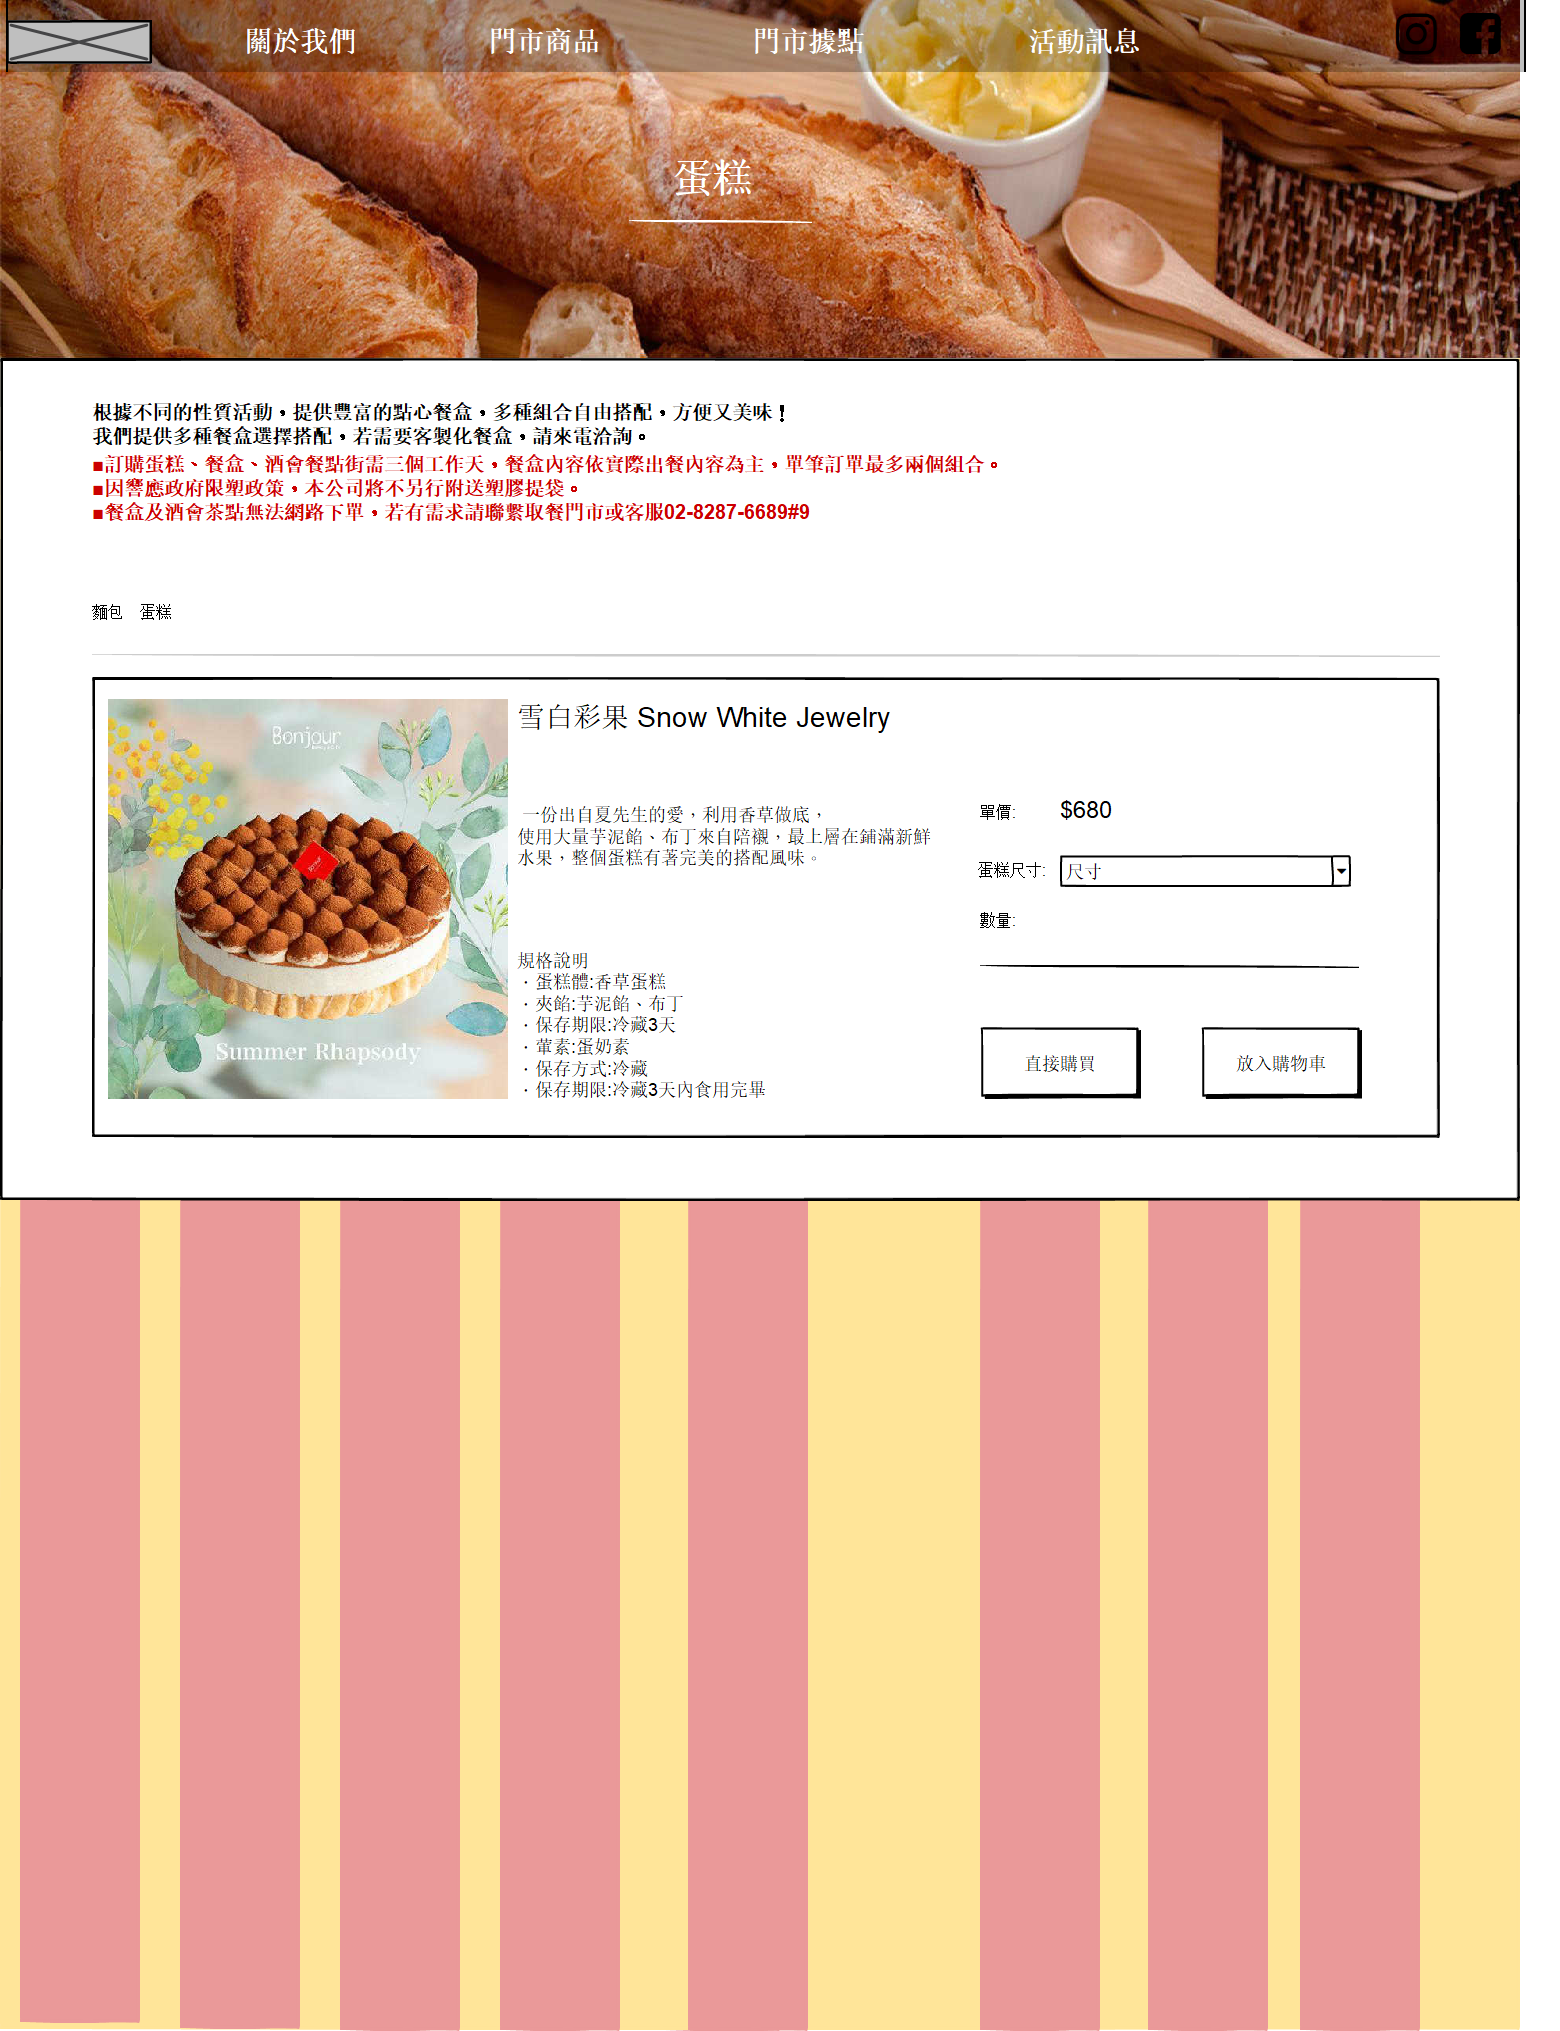 關於我們 門市商品 門市據點 活動訊息
蛋糕
根據不同的性質活動，提供豐富的點心餐盒，多種組合自由搭配，方便又美味！
我們提供多種餐盒選擇搭配，若需要客製化餐盒，請來電洽詢。
■訂購蛋糕、餐盒、酒會餐點街需三個工作天，餐盒內容依實際出餐內容為主，單筆訂單最多兩個組合。
■因響應政府限塑政策，本公司將不另行附送塑膠提袋。
■餐盒及酒會茶點無法網路下單，若有需求請聯繫取餐門市或客服02-8287-6689#9
麵包 蛋糕
Bonjour
Summer Rhapsody
雪白彩果 Snow White Jewelry
一份出自夏先生的愛，利用香草做底，
使用大量芋泥餡、布丁來自陪襯，最上層在鋪滿新鮮
水果，整個蛋糕有著完美的搭配風味。
規格說明
・蛋糕體:香草蛋糕
・夾餡:芋泥餡、布丁
・保存期限:冷藏3天
・葷素:蛋奶素
・保存方式:冷藏
・保存期限:冷藏3天內食用完畢
單價: $680
蛋糕尺寸: 尺寸
數量:
直接購買 放入購物車